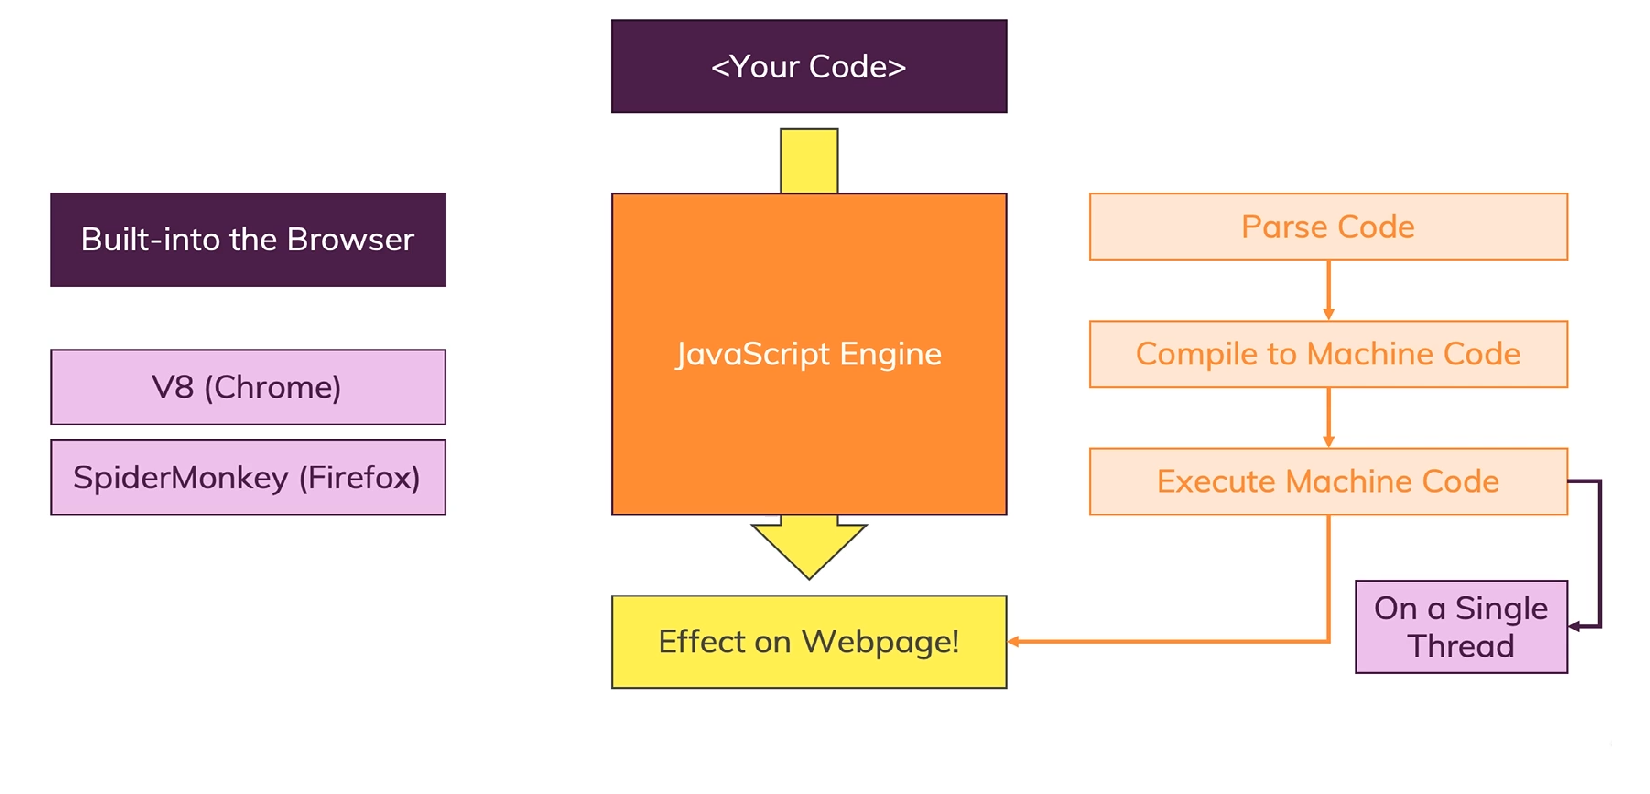 <Your Code>
Built-into the Browser
V8 (Chrome)
SpiderMonkey (Firefox)
JavaScript Engine
Effect on Webpage!
Parse Code
Compile to Machine Code
Execute Machine Code
On a Single
Thread